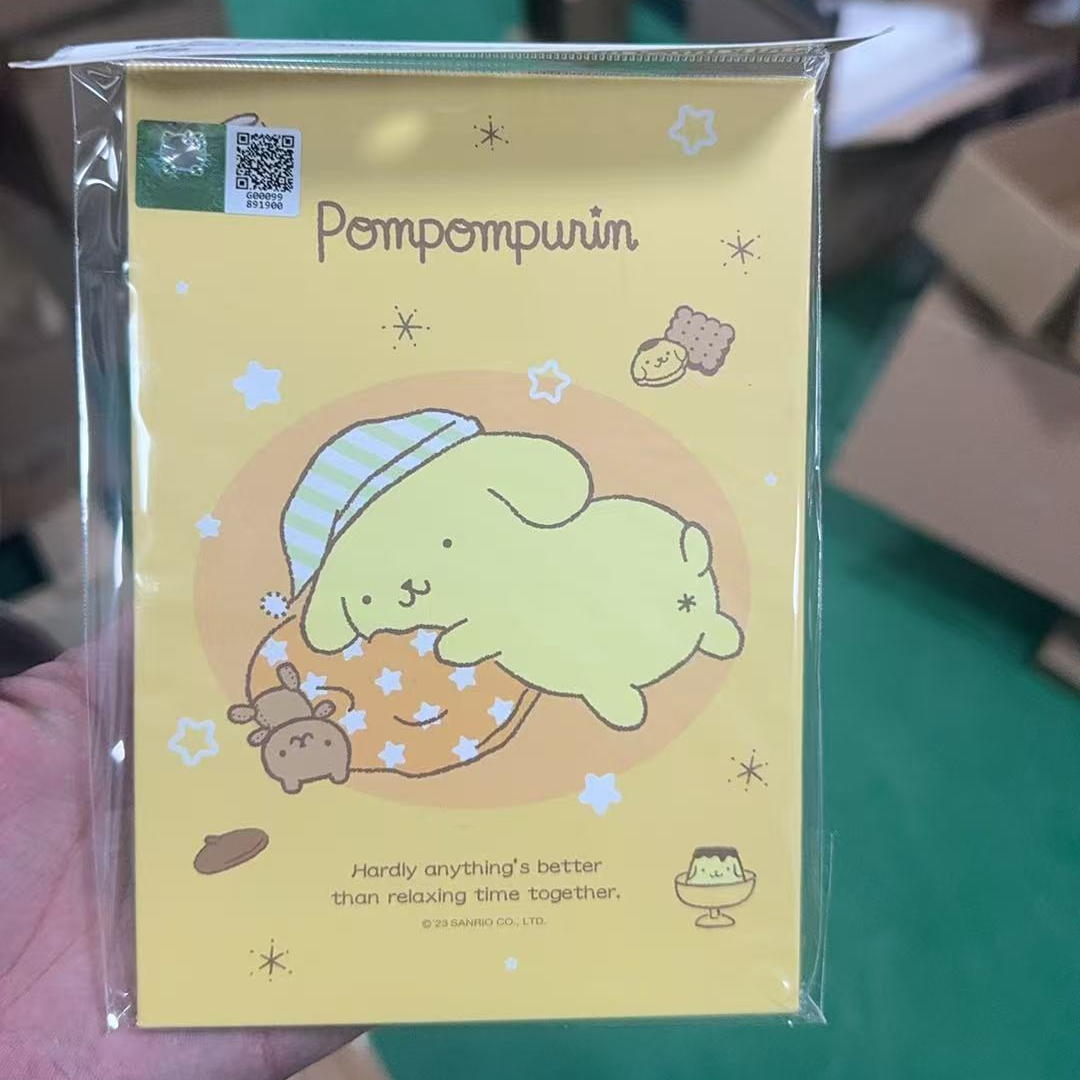 G00099
891900
Pompompurin
Hardly anything's better
than relaxing time together.
©'23 SANRIO CO., LTD.